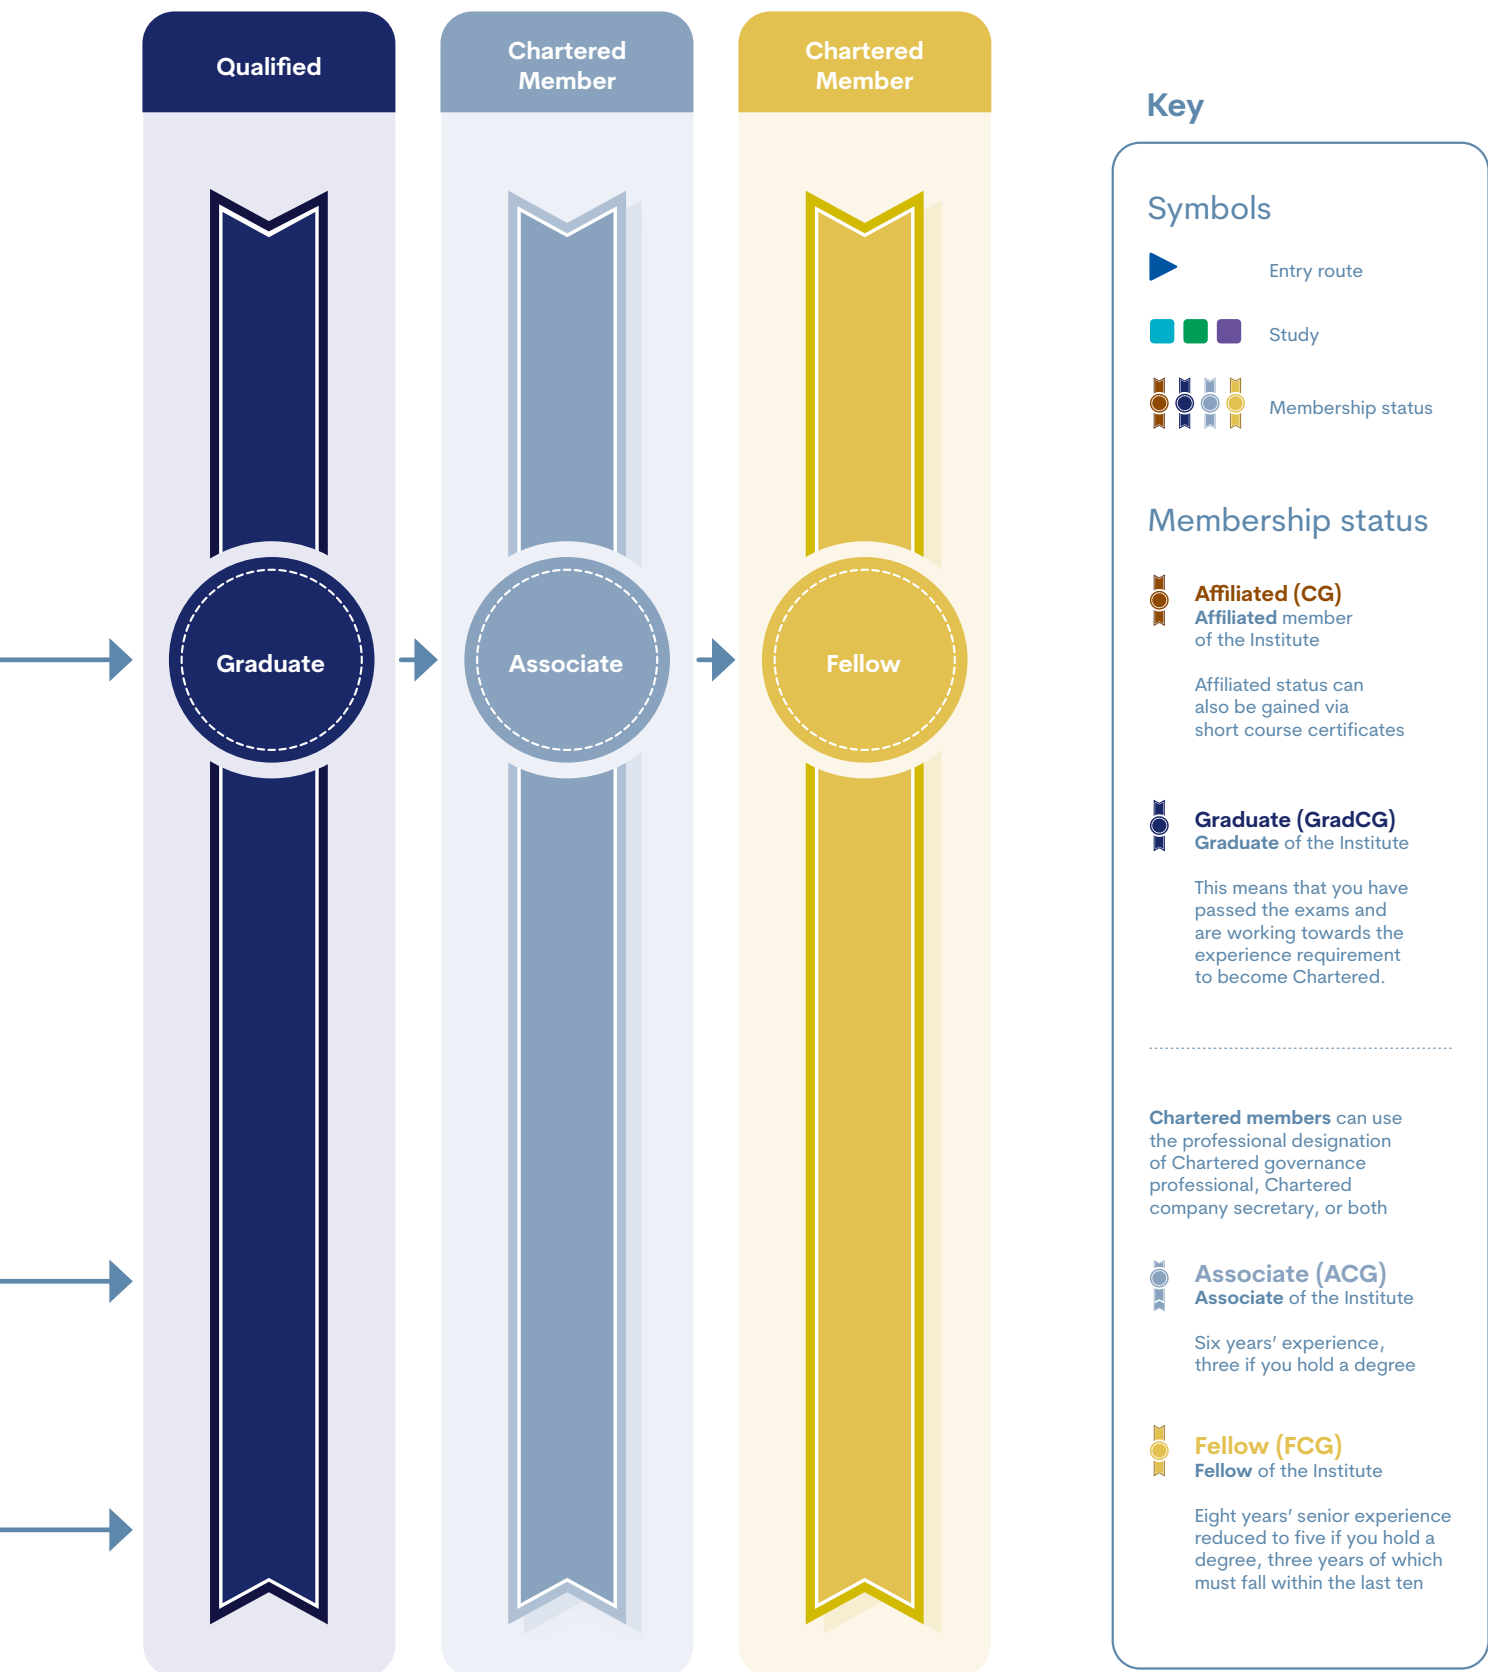 Qualified
Chartered
Member
Chartered
Member
Graduate
Associate
Fellow
Key
Symbols
Entry route
Study
Membership status
Membership status
Affiliated (CG)
Affiliated member
of the Institute
Affiliated status can
also be gained via
short course certificates
Graduate (GradCG)
Graduate of the Institute
This means that you have
passed the exams and
are working towards the
experience requirement
to become Chartered.
Chartered members can use
the professional designation
of Chartered governance
professional, Chartered
company secretary, or both
Associate (ACG)
Associate of the Institute
Six years’ experience,
three if you hold a degree
Fellow (FCG)
Fellow of the Institute
Eight years’ senior experience
reduced to five if you hold a
degree, three years of which
must fall within the last ten